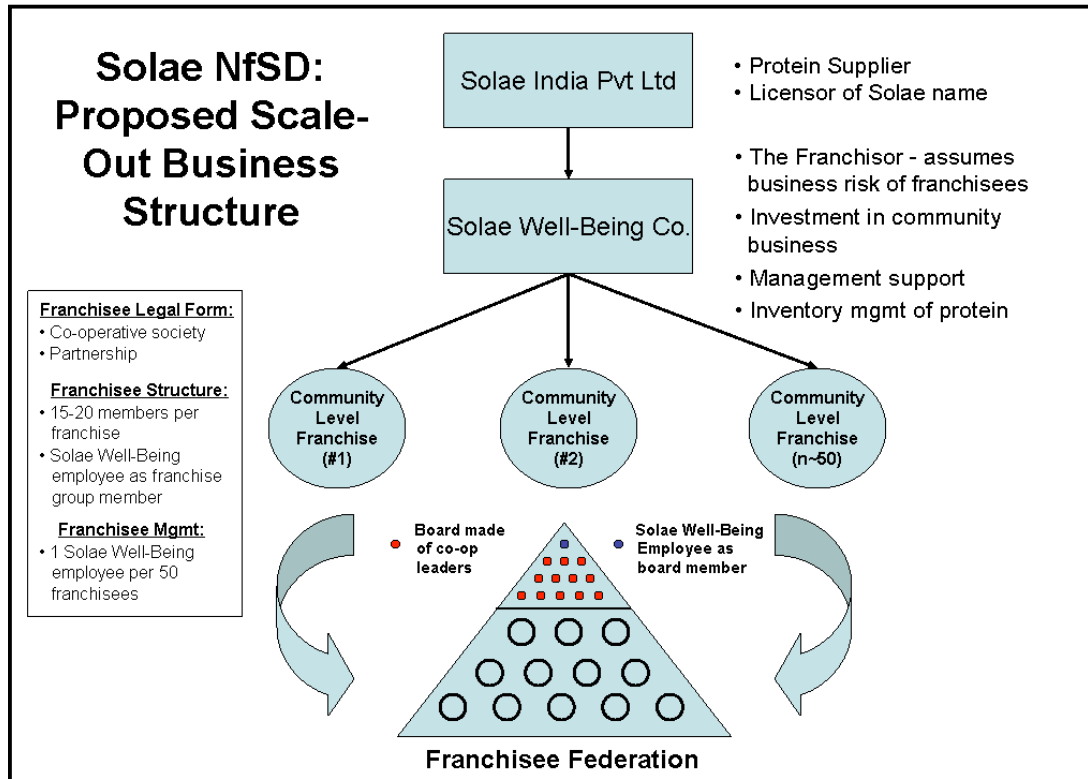 Solae NfSD:
Proposed Scale-
Out Business
Structure
Solae India Pvt Ltd
• Protein Supplier
• Licensor of Solae name
Solae Well-Being Co.
• The Franchisor - assumes
business risk of franchisees
• Investment in community
business
• Management support
• Inventory mgmt of protein
Franchisee Legal Form:
• Co-operative society
• Partnership
Franchisee Structure:
• 15-20 members per
franchise
• Solae Well-Being
employee as franchise
group member
Franchisee Mgmt:
• 1 Solae Well-Being
employee per 50
franchisees
Community
Level
Franchise
(#1)
Community
Level
Franchise
(#2)
Community
Level
Franchise
(n~50)
Board made
of co-op
leaders
Solae Well-Being
Employee as
board member
Franchisee Federation